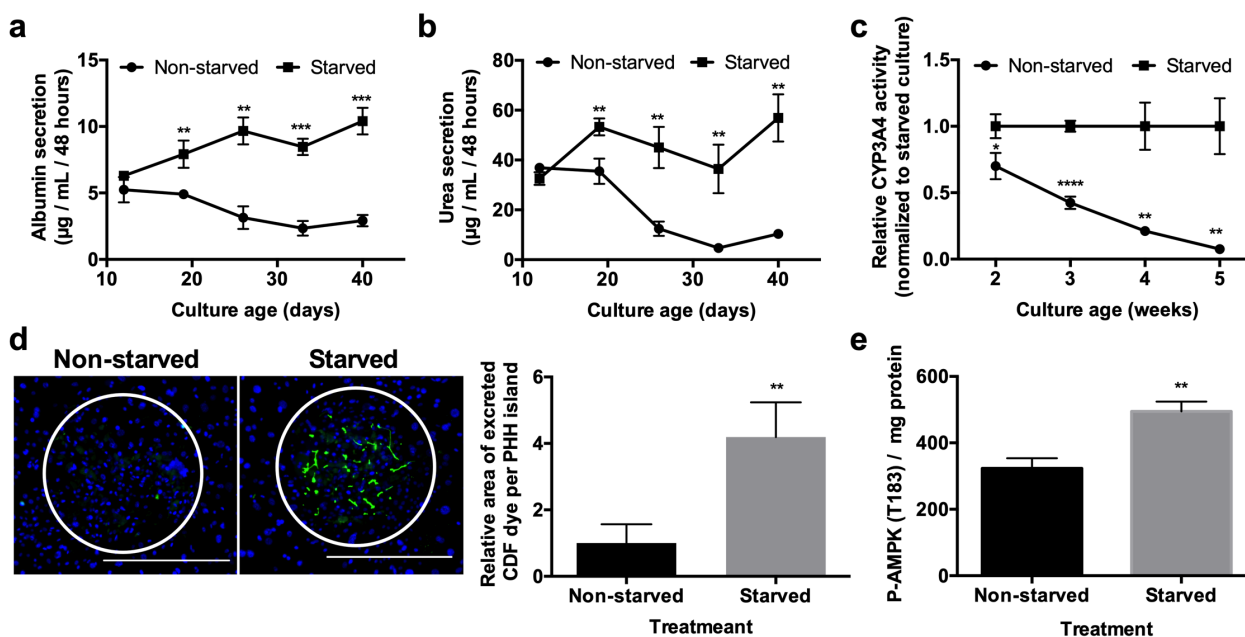 a
Albumin secretion
(µg / mL / 48 hours)
15
10
5
0
Non-starved
Starved
**
**
***
***
10
20
30
40
Culture age (days)
b
Urea secretion
(µg / mL / 48 hours)
80
60
40
20
0
Non-starved
Starved
**
**
**
**
10
20
30
40
Culture age (days)
c
Relative CYP3A4 activity
(normalized to starved culture)
1.5
1.0
0.5
0.0
Non-starved
Starved
*
****
**
**
2
3
4
5
Culture age (weeks)
d
Non-starved
Starved
Relative area of excreted
CDF dye per PHH island
6
4
2
0
**
Non-starved
Starved
Treatmeant
e
P-AMPK (T183) / mg protein
600
400
200
0
**
Non-starved
Starved
Treatment